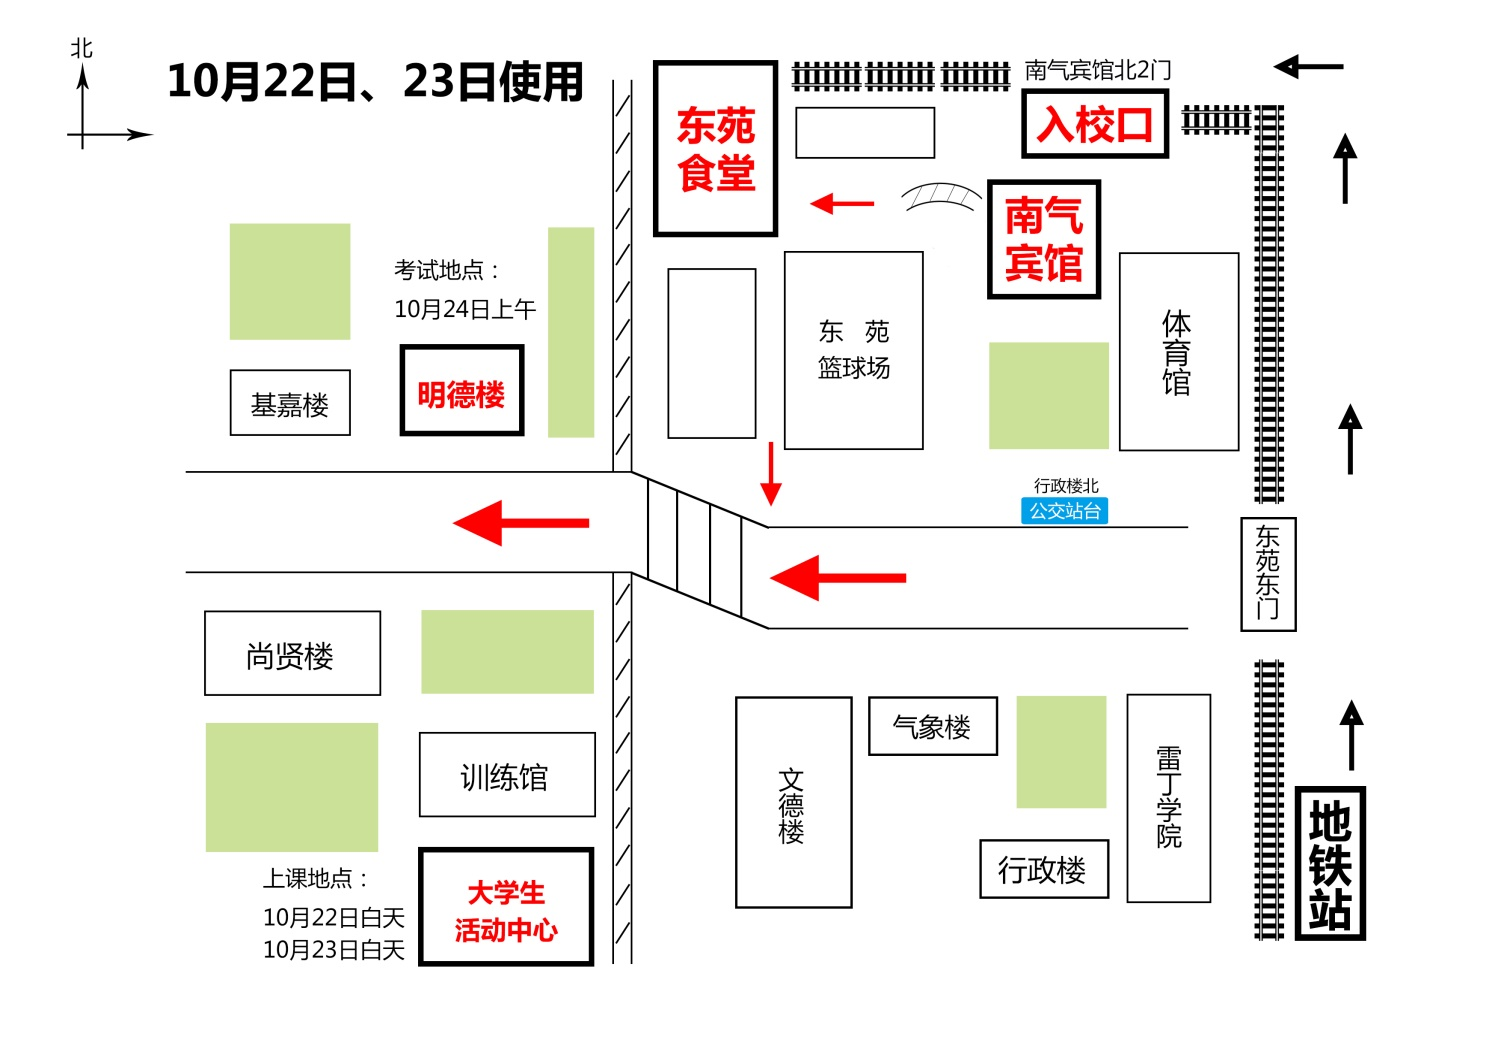 北
10月22日、23日使用
南气宾馆北2门
入校口
东苑
食堂
南气
宾馆
考试地点：
10月24日上午
明德楼
基嘉楼
东 苑
篮球场
体育馆
行政楼北
公交站台
东苑东门
尚贤楼
训练馆
文德楼
气象楼
雷丁学院
行政楼
地铁站
上课地点：
10月22日白天
10月23日白天
大学生
活动中心